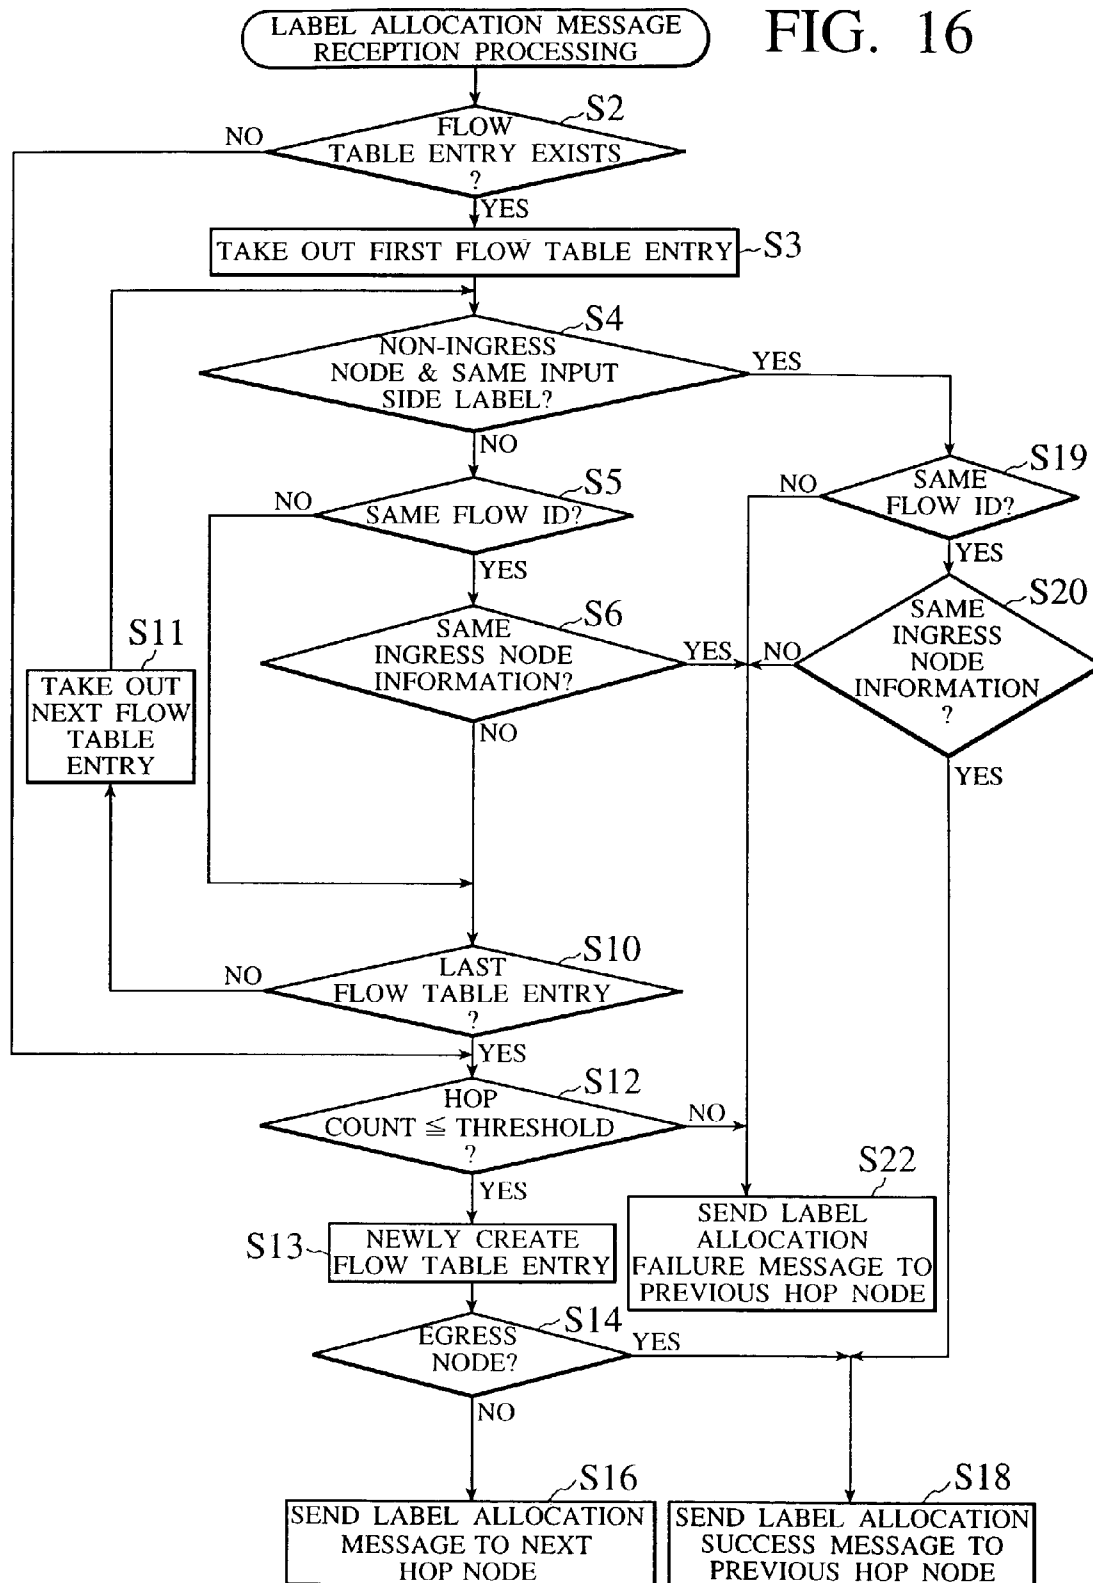 LABEL ALLOCATION MESSAGE
RECEPTION PROCESSING
FIG. 16
S2
NO
FLOW
TABLE ENTRY EXISTS
?
YES
TAKE OUT FIRST FLOW TABLE ENTRY
S3
S4
NON-INGRESS
NODE & SAME INPUT
SIDE LABEL?
YES
NO
S5
NO
SAME FLOW ID?
YES
S19
NO
SAME
FLOW ID?
YES
S6
SAME
INGRESS NODE
INFORMATION?
YES
NO
S20
NO
SAME
INGRESS
NODE
INFORMATION
?
YES
S11
TAKE OUT
NEXT FLOW
TABLE
ENTRY
S10
NO
LAST
FLOW TABLE ENTRY
?
YES
S12
HOP
COUNT ≦ THRESHOLD
?
NO
YES
S22
SEND LABEL
ALLOCATION
FAILURE MESSAGE TO
PREVIOUS HOP NODE
S13
NEWLY CREATE
FLOW TABLE ENTRY
S14
EGRESS
NODE?
YES
NO
S16
SEND LABEL ALLOCATION
MESSAGE TO NEXT
HOP NODE
S18
SEND LABEL ALLOCATION
SUCCESS MESSAGE TO
PREVIOUS HOP NODE